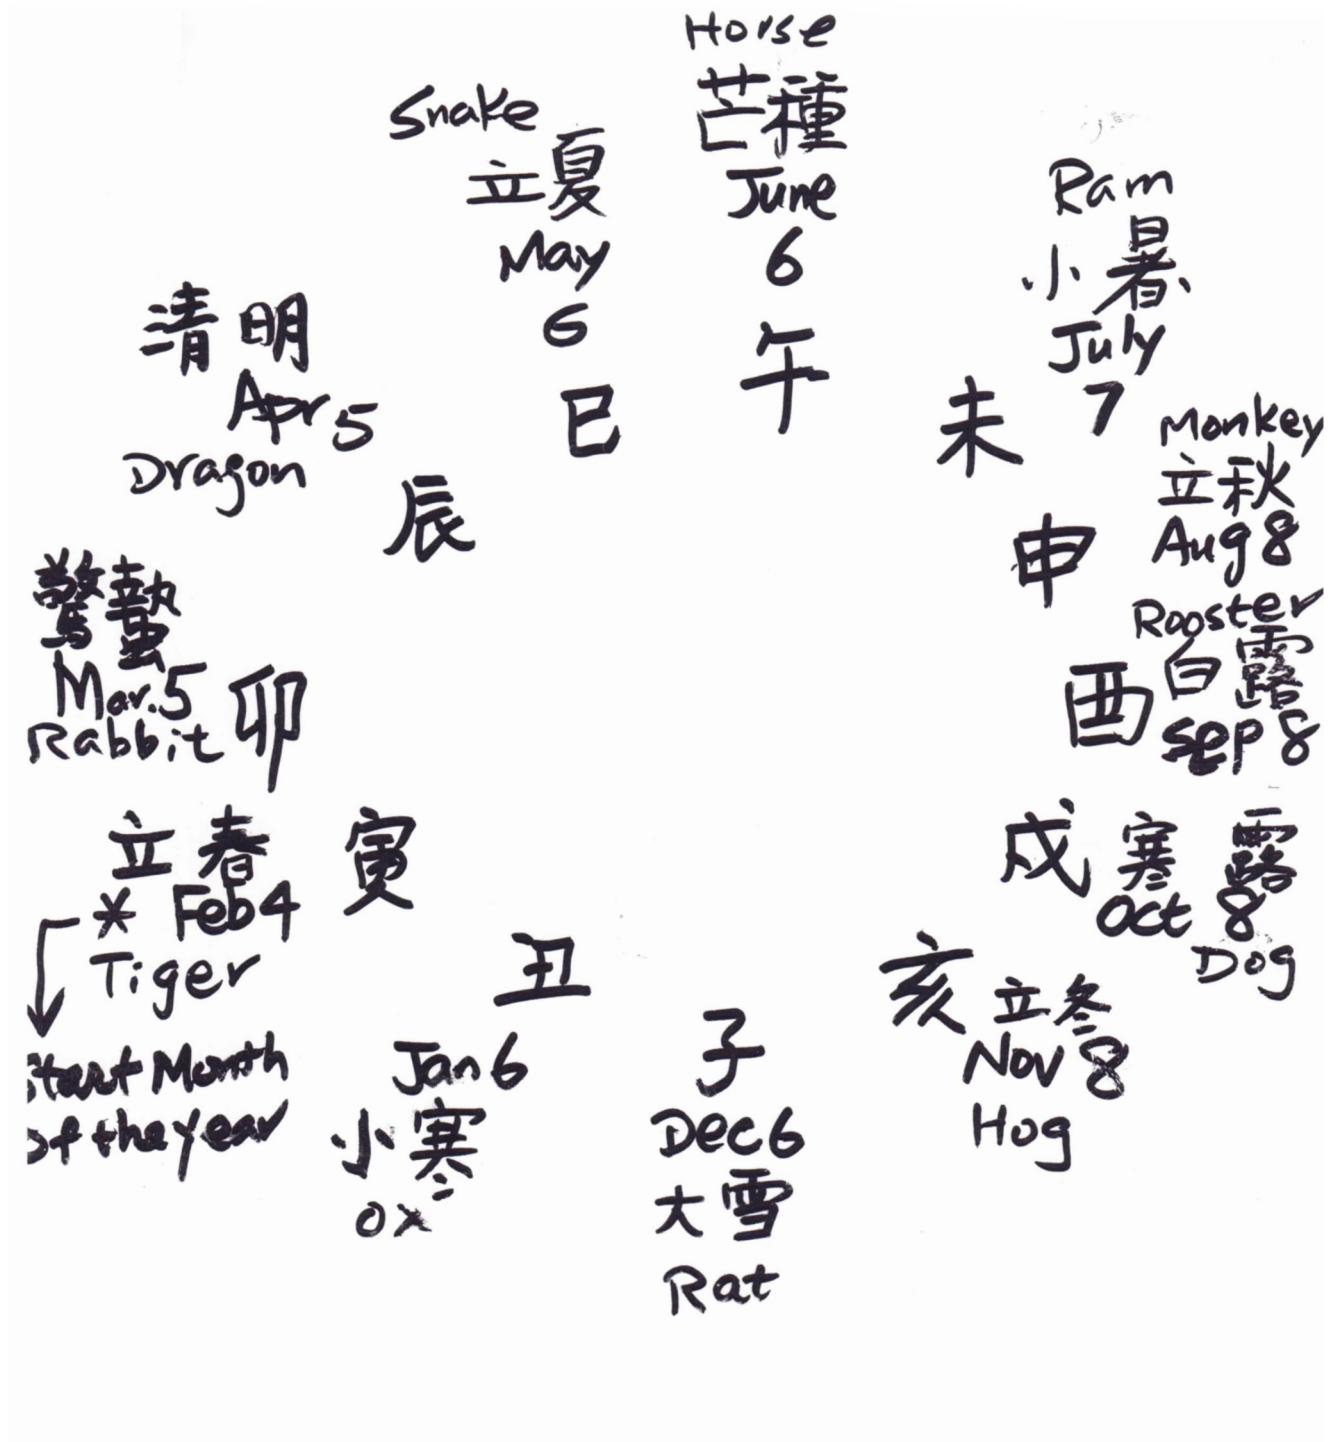 Horse
芒種
June
6
午
Snake
立夏
May
6
巳
Ram
小暑
July
7
未
清明
Apr 5
Dragon
辰
Monkey
立秋
Aug 8
申
驚蟄
Mar. 5
Rabbit
卯
Rooster
白露
Sep 8
酉
立春
* Feb 4
Tiger
寅
Start Month
of the year
戌
寒露
Oct 8
Dog
丑
Jan 6
小寒
OX
子
Dec 6
大雪
Rat
亥
立冬
Nov 8
Hog